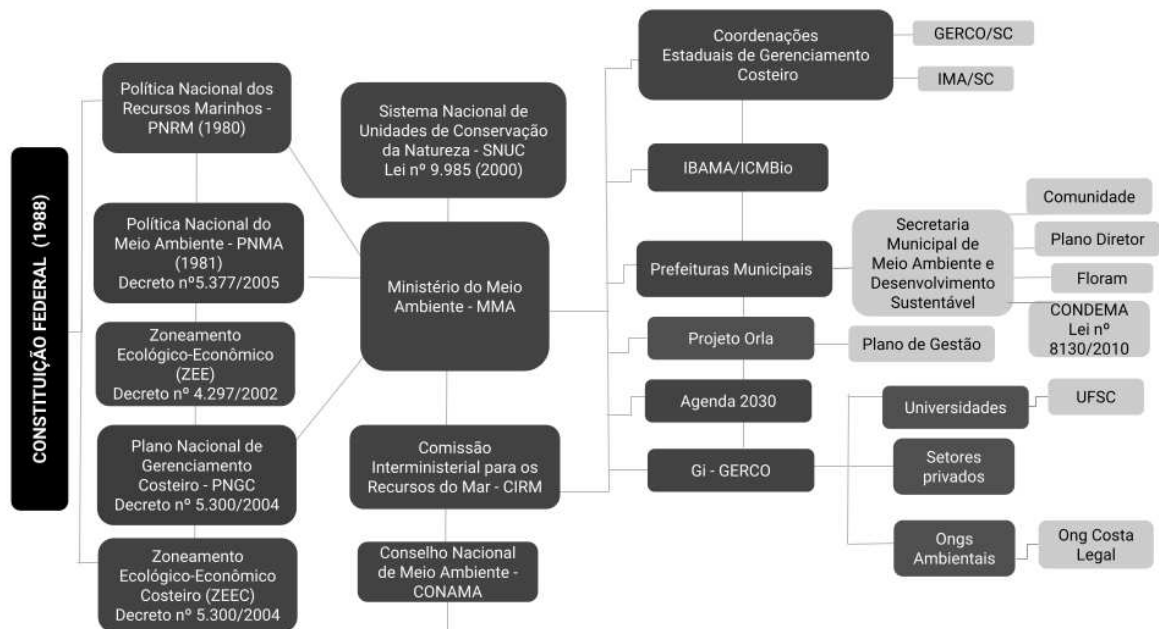 CONSTITUIÇÃO FEDERAL (1988)
Política Nacional dos
Recursos Marinhos -
PNRM (1980)
Política Nacional do
Meio Ambiente - PNMA
(1981)
Decreto nº5.377/2005
Zoneamento
Ecológico-Econômico
(ZEE)
Decreto nº 4.297/2002
Plano Nacional de
Gerenciamento
Costeiro - PNGC
Decreto nº 5.300/2004
Zoneamento
Ecológico-Econômico
Costeiro (ZEEC)
Decreto nº 5.300/2004
Sistema Nacional de
Unidades de Conservação
da Natureza - SNUC
Lei nº 9.985 (2000)
Ministério do Meio
Ambiente - MMA
Comissão
Interministerial para os
Recursos do Mar - CIRM
Conselho Nacional
de Meio Ambiente -
CONAMA
Coordenações
Estaduais de Gerenciamento
Costeiro
GERCO/SC
IMA/SC
IBAMA/ICMBio
Prefeituras Municipais
Secretaria
Municipal de
Meio Ambiente e
Desenvolvimento
Sustentável
Comunidade
Plano Diretor
Floram
CONDEMA
Lei nº
8130/2010
Projeto Orla
Plano de Gestão
Agenda 2030
Gi - GERCO
Universidades
UFSC
Setores
privados
Ongs
Ambientais
Ong Costa
Legal